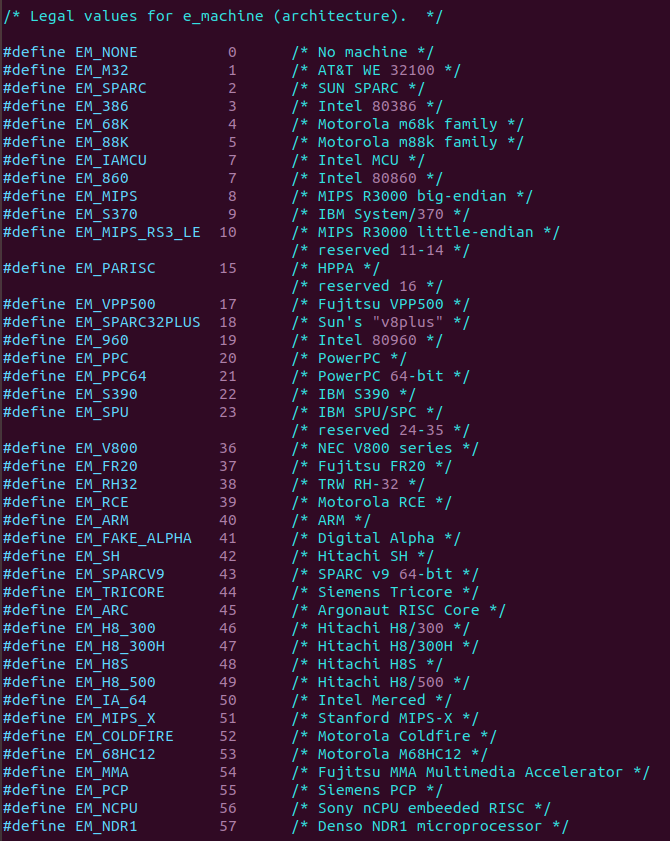 /* Legal values for e_machine (architecture).  */
#define EM_NONE 0 /* No machine */
#define EM_M32 1 /* AT&T WE 32100 */
#define EM_SPARC 2 /* SUN SPARC */
#define EM_386 3 /* Intel 80386 */
#define EM_68K 4 /* Motorola m68k family */
#define EM_88K 5 /* Motorola m88k family */
#define EM_IAMCU 7 /* Intel MCU */
#define EM_860 7 /* Intel 80860 */
#define EM_MIPS 8 /* MIPS R3000 big-endian */
#define EM_S370 9 /* IBM System/370 */
#define EM_MIPS_RS3_LE 10 /* MIPS R3000 little-endian */
/* reserved 11-14 */
#define EM_PARISC 15 /* HPPA */
/* reserved 16 */
#define EM_VPP500 17 /* Fujitsu VPP500 */
#define EM_SPARC32PLUS 18 /* Sun's "v8plus" */
#define EM_960 19 /* Intel 80960 */
#define EM_PPC 20 /* PowerPC */
#define EM_PPC64 21 /* PowerPC 64-bit */
#define EM_S390 22 /* IBM S390 */
#define EM_SPU 23 /* IBM SPU/SPC */
/* reserved 24-35 */
#define EM_V800 36 /* NEC V800 series */
#define EM_FR20 37 /* Fujitsu FR20 */
#define EM_RH32 38 /* TRW RH-32 */
#define EM_RCE 39 /* Motorola RCE */
#define EM_ARM 40 /* ARM */
#define EM_FAKE_ALPHA 41 /* Digital Alpha */
#define EM_SH 42 /* Hitachi SH */
#define EM_SPARCV9 43 /* SPARC v9 64-bit */
#define EM_TRICORE 44 /* Siemens Tricore */
#define EM_ARC 45 /* Argonaut RISC Core */
#define EM_H8_300 46 /* Hitachi H8/300 */
#define EM_H8_300H 47 /* Hitachi H8/300H */
#define EM_H8S 48 /* Hitachi H8S */
#define EM_H8_500 49 /* Hitachi H8/500 */
#define EM_IA_64 50 /* Intel Merced */
#define EM_MIPS_X 51 /* Stanford MIPS-X */
#define EM_COLDFIRE 52 /* Motorola Coldfire */
#define EM_68HC12 53 /* Motorola M68HC12 */
#define EM_MMA 54 /* Fujitsu MMA Multimedia Accelerator */
#define EM_PCP 55 /* Siemens PCP */
#define EM_NCPU 56 /* Sony nCPU embeeded RISC */
#define EM_NDR1 57 /* Denso NDR1 microprocessor */